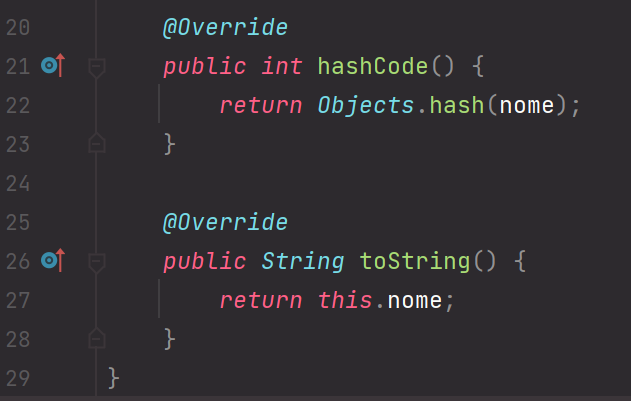 20 @Override
21 public int hashCode() {
22 return Objects.hash(nome);
23 }
24
25 @Override
26 public String toString() {
27 return this.nome;
28 }
29 }